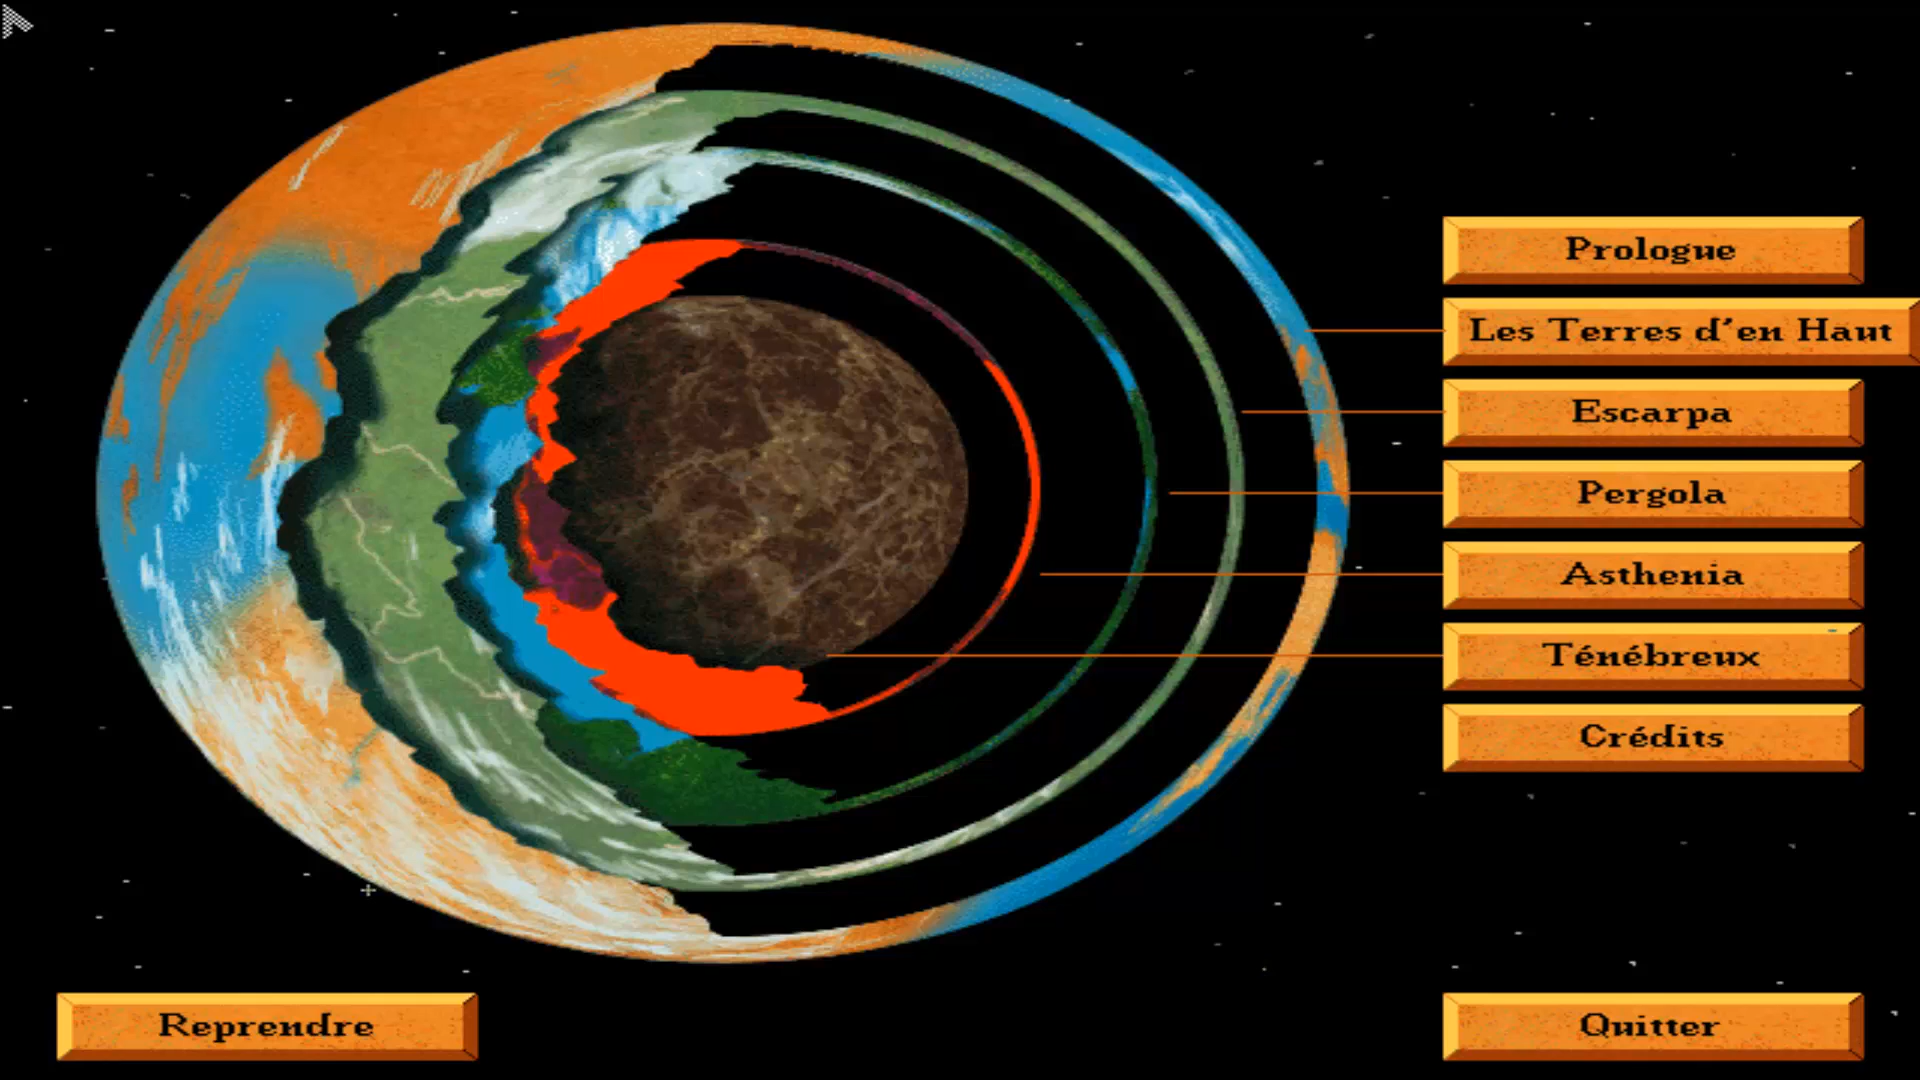 Prologue
Les Terres d'en Haut
Escarpa
Pergola
Asthenia
Ténébreux
Crédits
Reprendre
Quitter